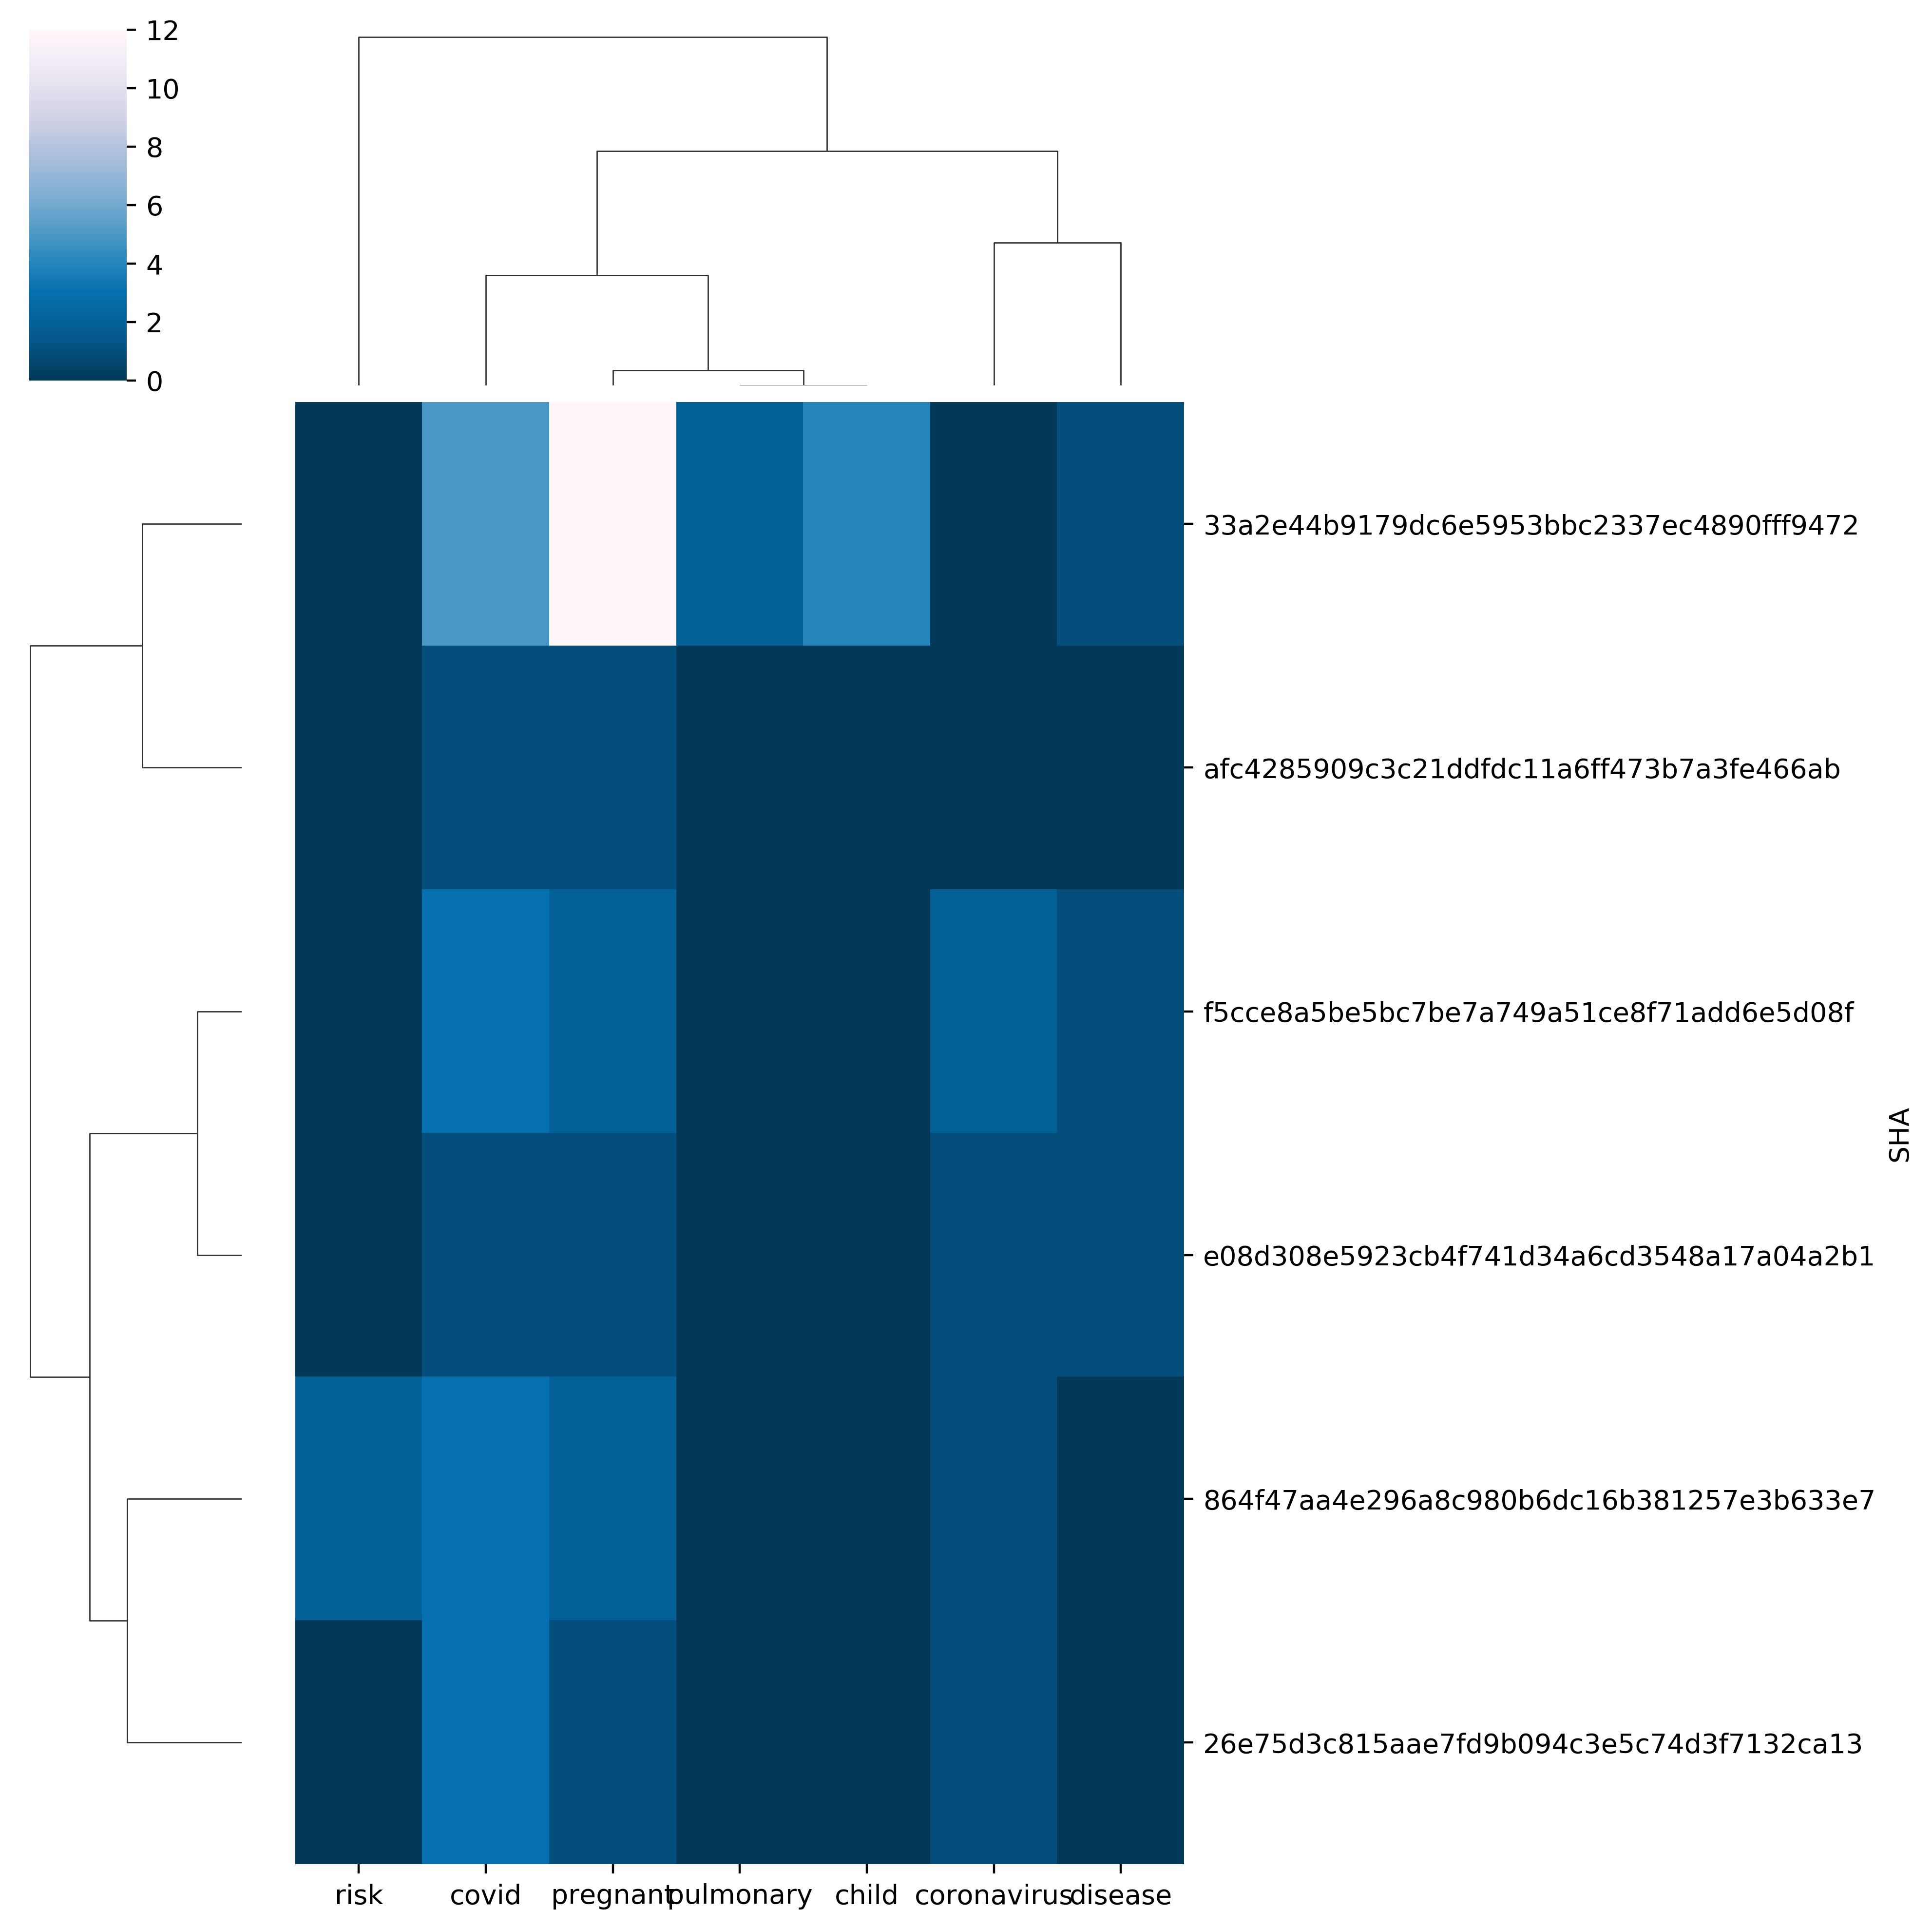 12
10
8
6
4
2
0
33a2e44b9179dc6e5953bbc2337ec4890fff9472
afc4285909c3c21ddfdc11a6ff473b7a3fe466ab
f5cce8a5be5bc7be7a749a51ce8f71add6e5d08f
e08d308e5923cb4f741d34a6cd3548a17a04a2b1
864f47aa4e296a8c980b6dc16b381257e3b633e7
26e75d3c815aae7fd9b094c3e5c74d3f7132ca13
SHA
risk covid pregnant pulmonary child coronavirus disease